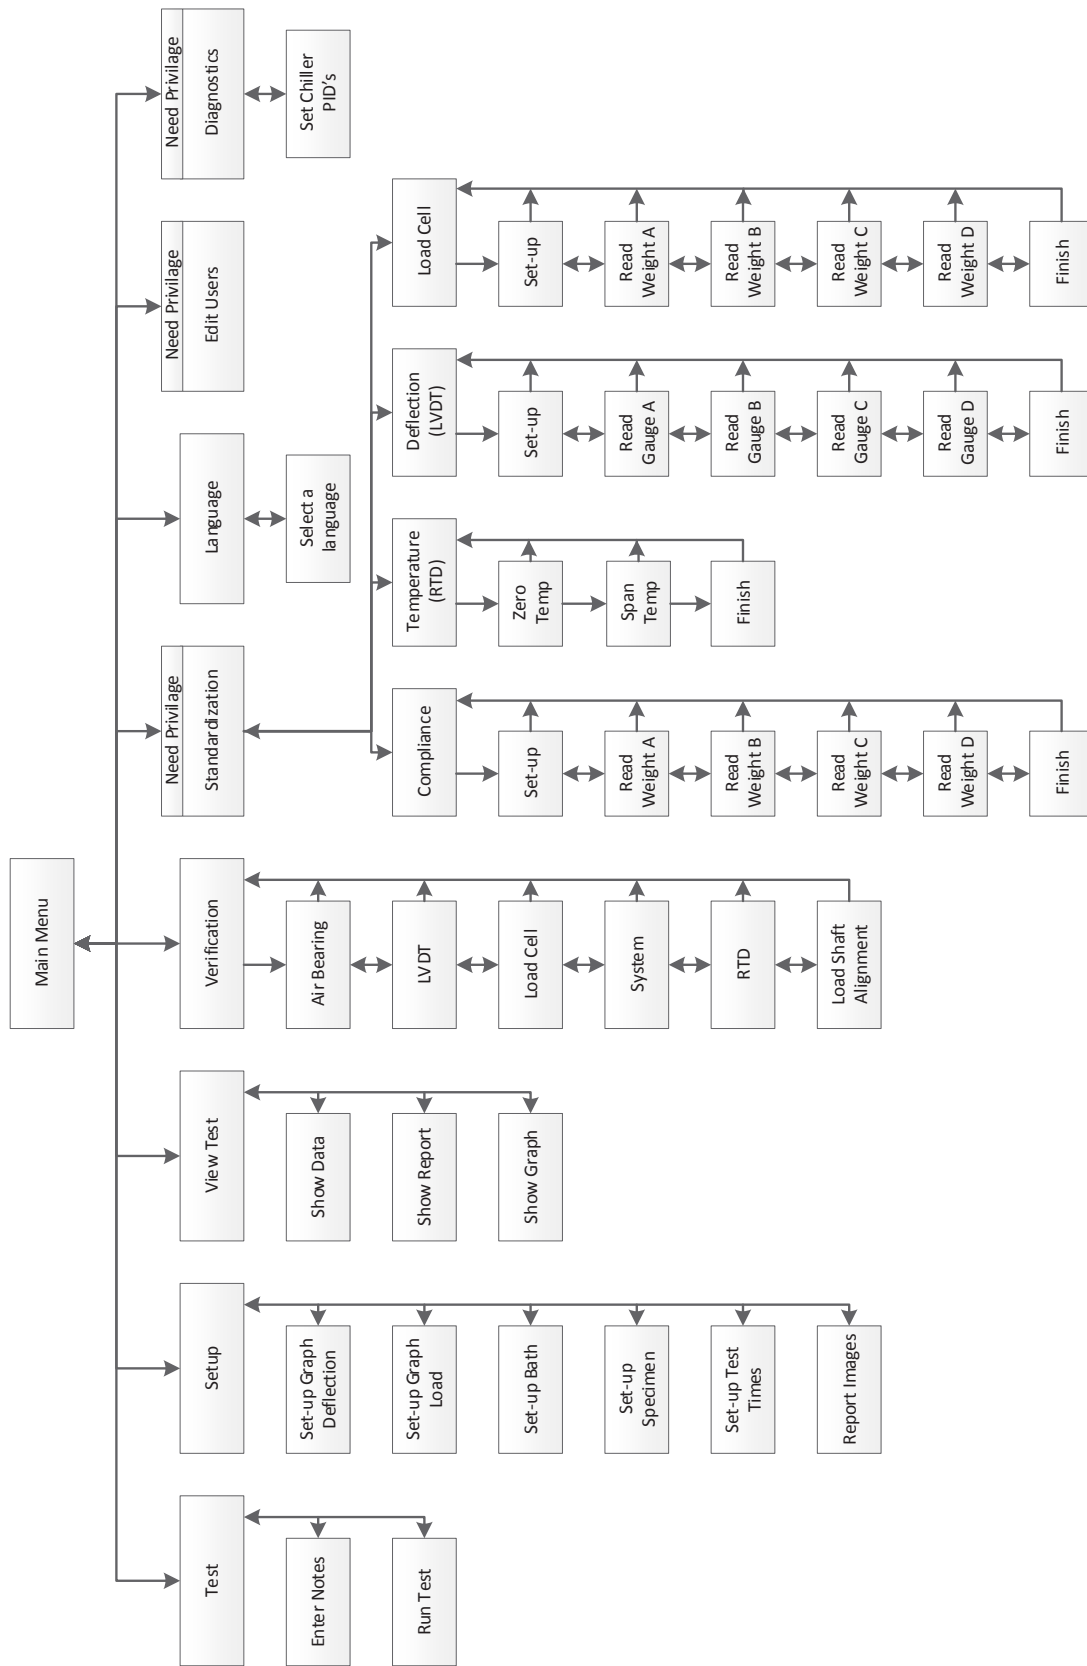 Main Menu
Test
Enter Notes
Run Test
Setup
Set-up Graph
Deflection
Set-up Graph
Load
Set-up Bath
Set-up
Specimen
Set-up Test
Times
Report Images
View Test
Show Data
Show Report
Show Graph
Verification
Air Bearing
LVDT
Load Cell
System
RTD
Load Shaft
Alignment
Need Privilage
Standardization
Compliance
Set-up
Read
Weight A
Read
Weight B
Read
Weight C
Read
Weight D
Finish
Temperature
(RTD)
Zero
Temp
Span
Temp
Finish
Deflection
(LVDT)
Set-up
Read
Gauge A
Read
Gauge B
Read
Gauge C
Read
Gauge D
Finish
Load Cell
Set-up
Read
Weight A
Read
Weight B
Read
Weight C
Read
Weight D
Finish
Language
Select a
language
Need Privilage
Edit Users
Need Privilage
Diagnostics
Set Chiller
PID's